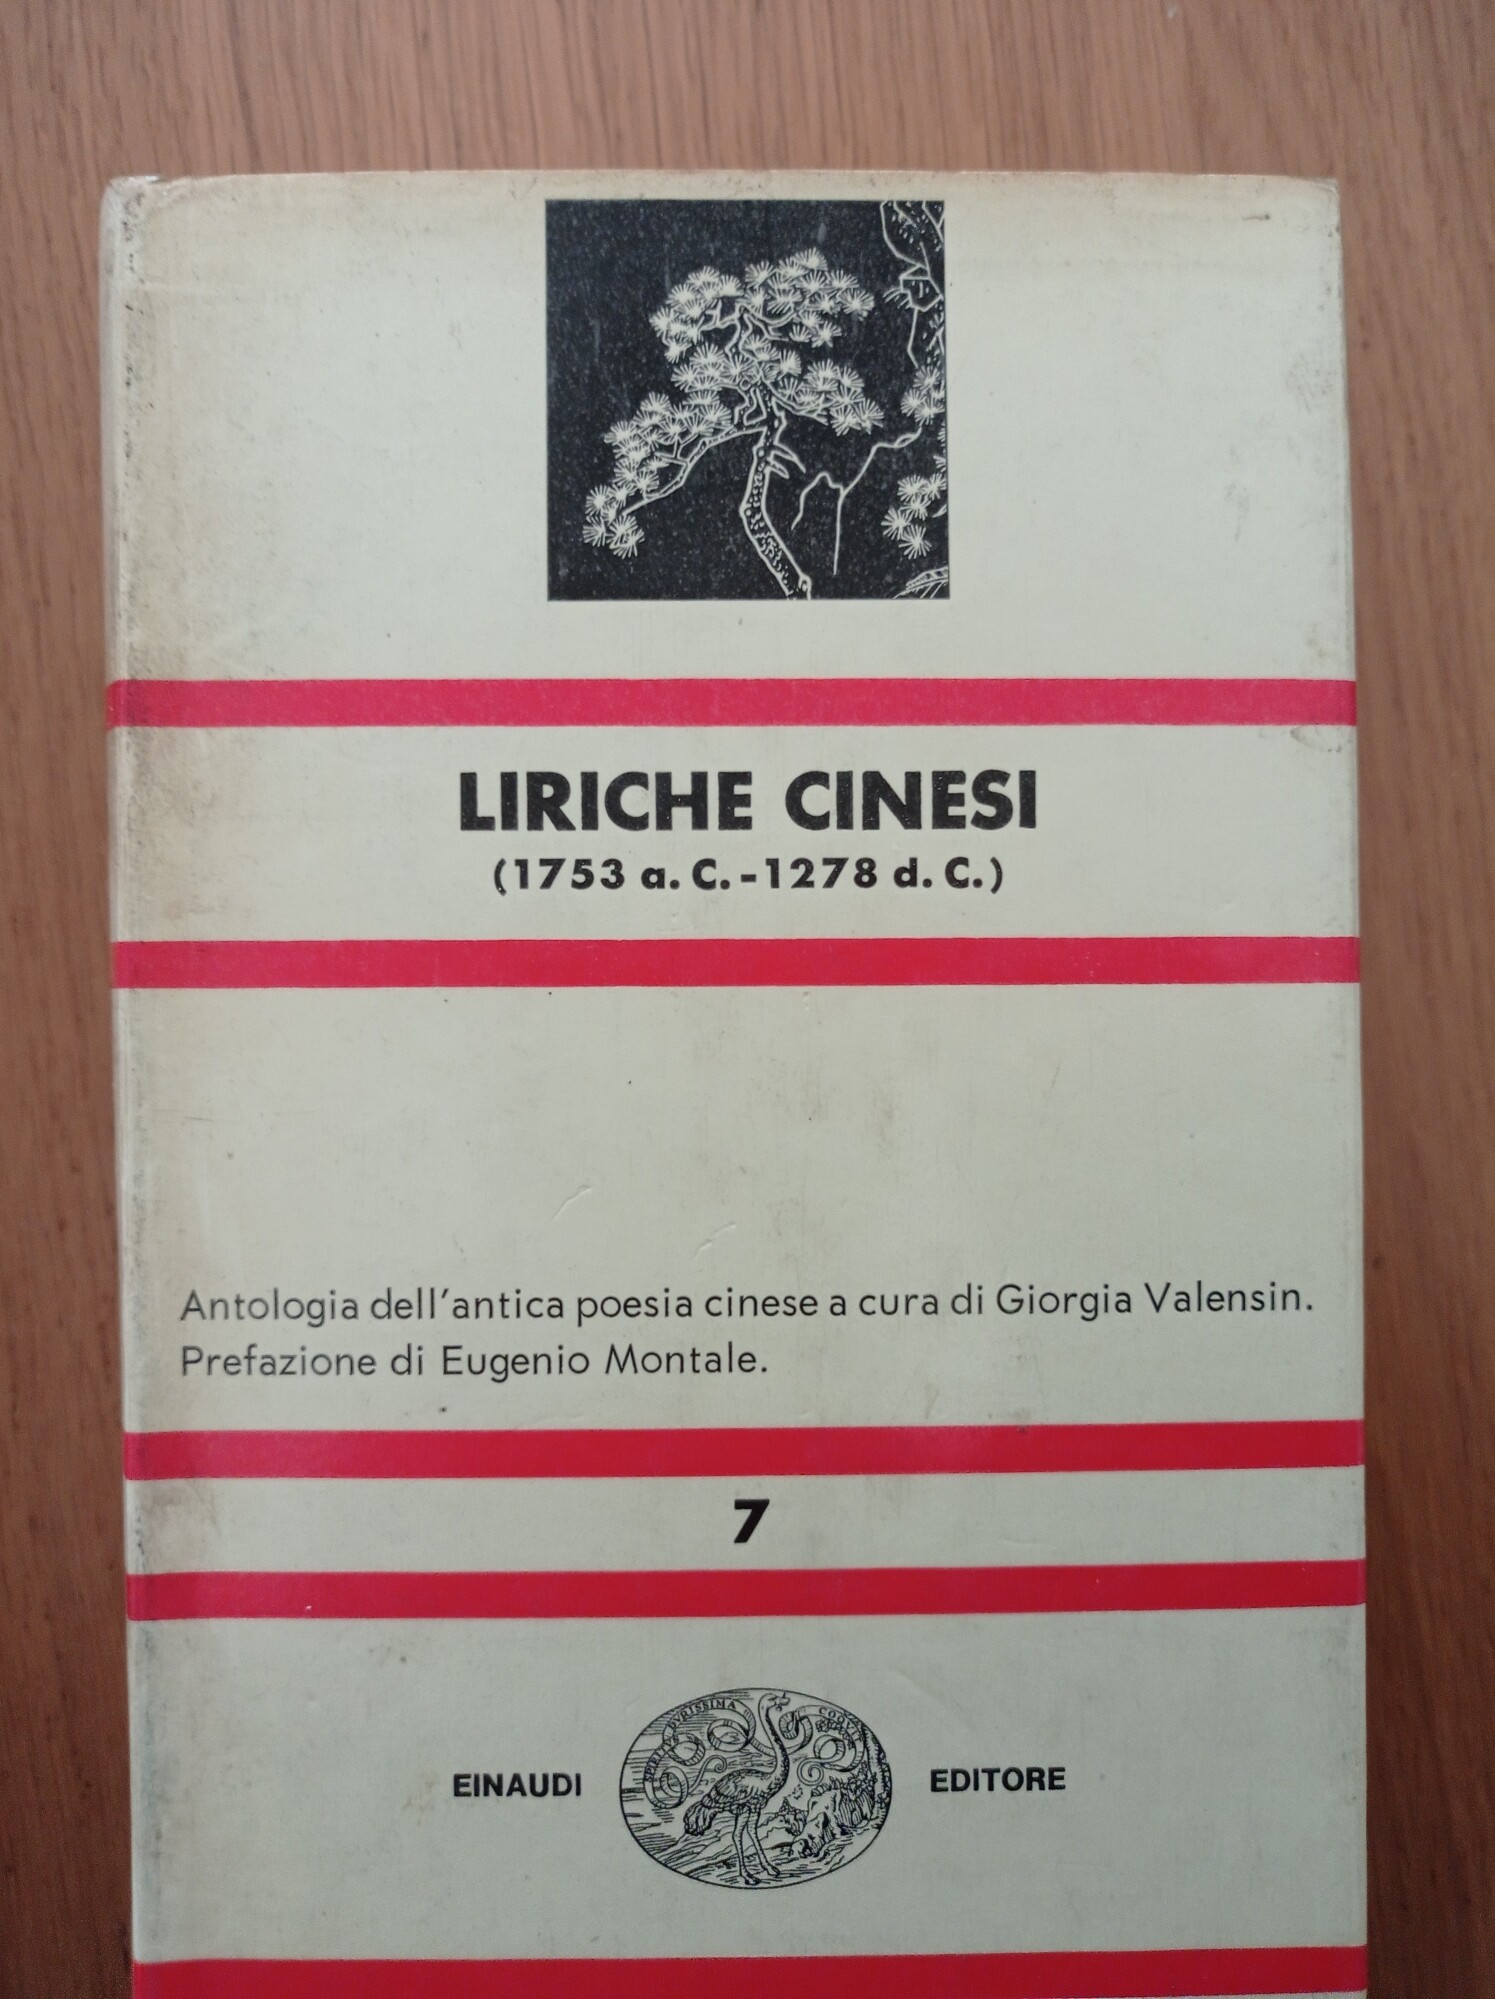 LIRICHE CINESI
(1753 a. C. - 1278 d. C.)
Antologia dell'antica poesia cinese a cura di Giorgia Valensin.
Prefazione di Eugenio Montale.
7
PVRISSIMA
EINAUDI
EDITORE